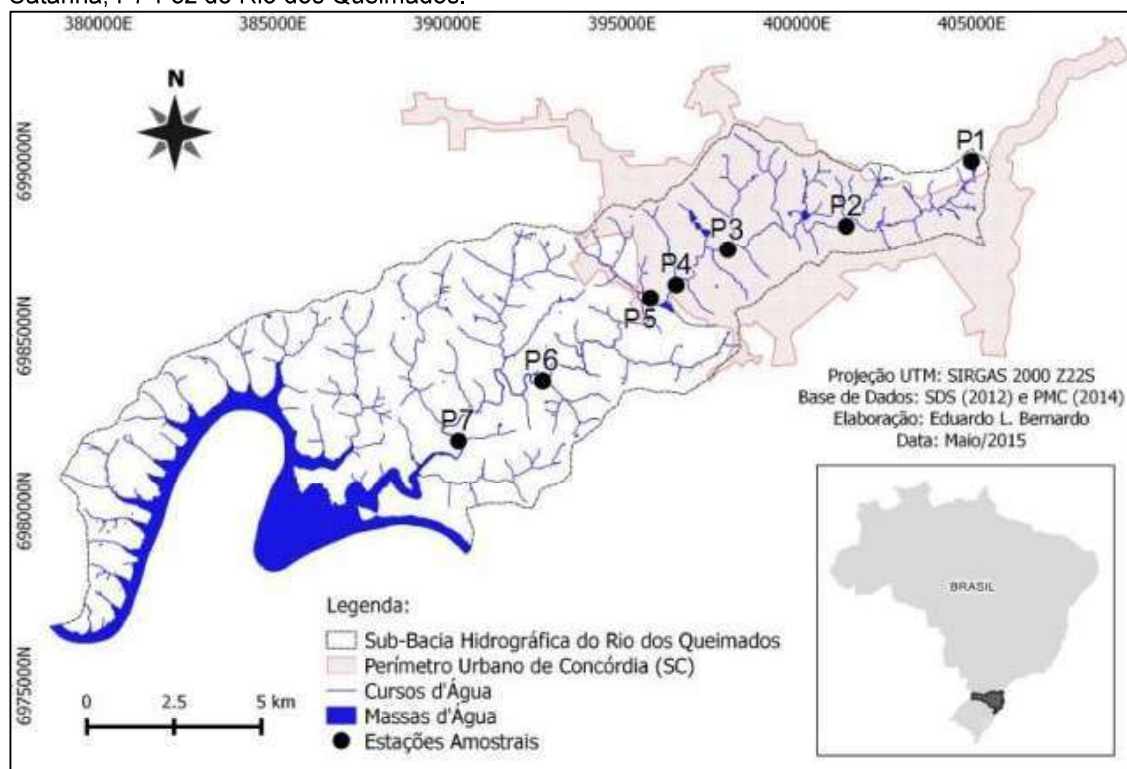 Suzanna, P7 Foz do Rio dos Queimados.
380000E 385000E 390000E 395000E 400000E 405000E
N
6990000N
6985000N
6980000N
6975000N
P1
P2
P3
P4
P5
P6
P7
Projeção UTM: SIRGAS 2000 Z22S
Base de Dados: SDS (2012) e PMC (2014)
Elaboração: Eduardo L. Bernardo
Data: Maio/2015
BRASIL
Legenda:
Sub-Bacia Hidrográfica do Rio dos Queimados
Perímetro Urbano de Concórdia (SC)
Cursos d'Água
Massas d'Água
Estações Amostrais
0 2.5 5 km